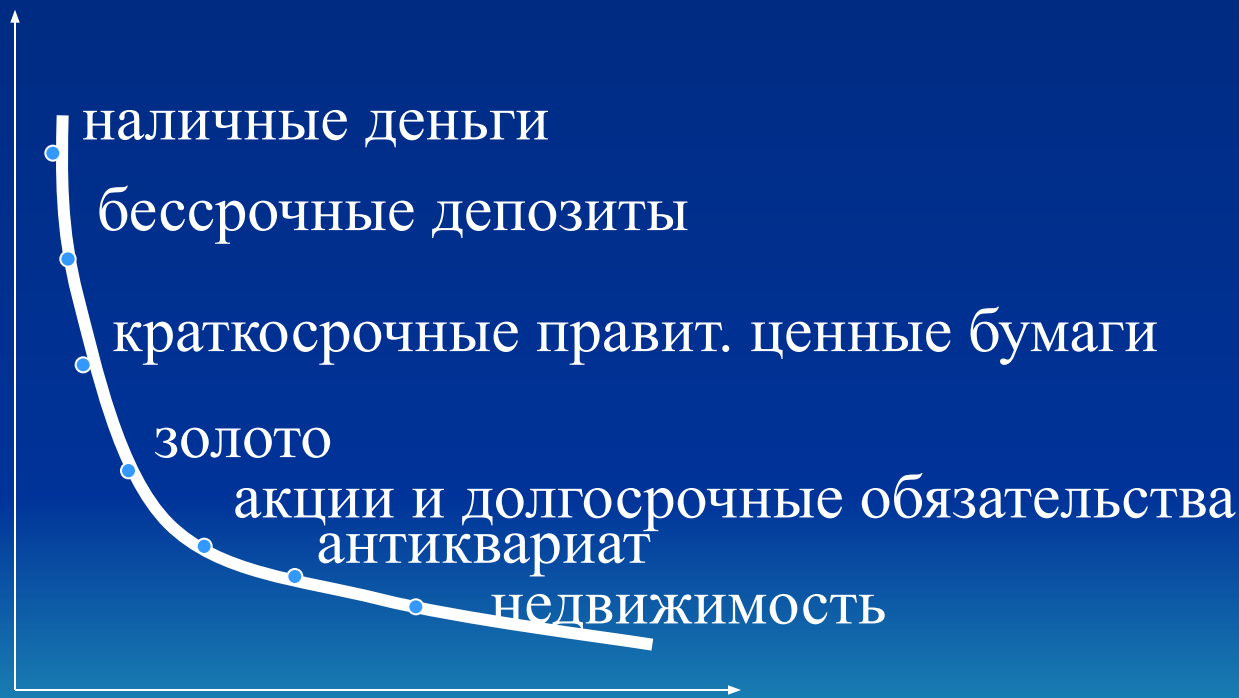 наличные деньги
бессрочные депозиты
краткосрочные правит. ценные бумаги
золото
акции и долгосрочные обязательства
антиквариат
недвижимость